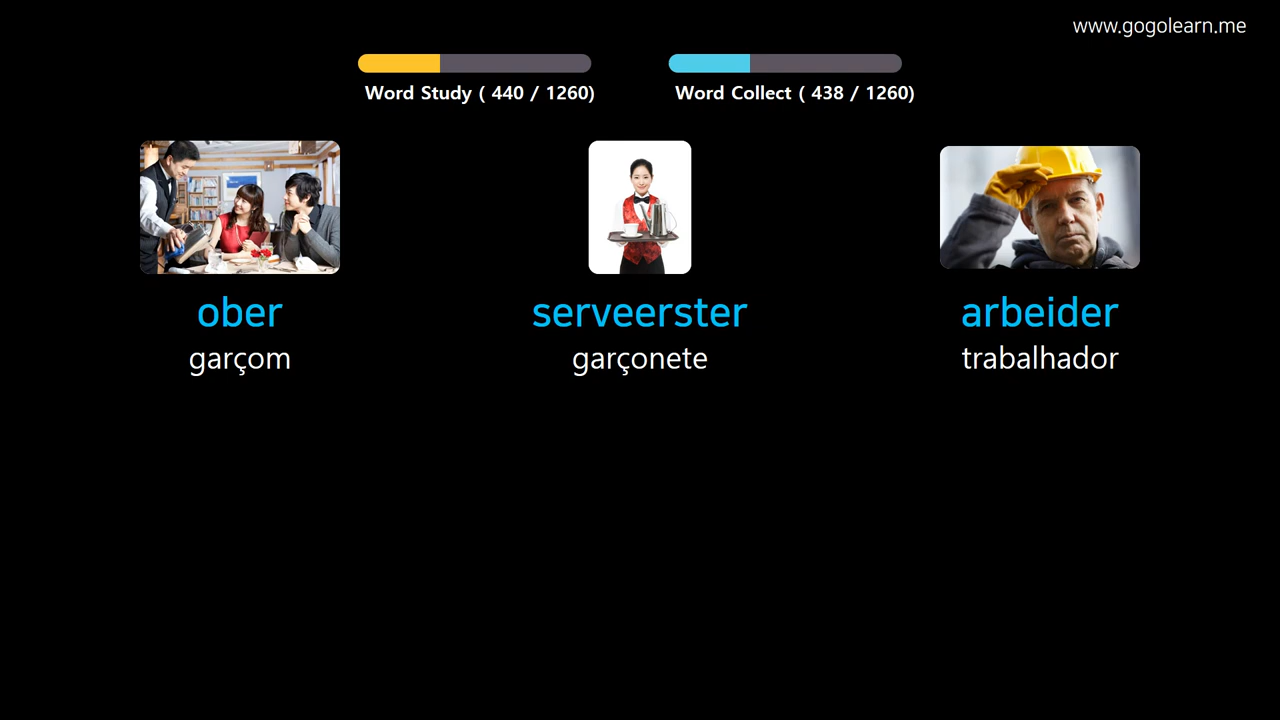 www.gogolearn.me
Word Study ( 440 / 1260)
Word Collect ( 438 / 1260)
ober
garçom
serveerster
garçonete
arbeider
trabalhador